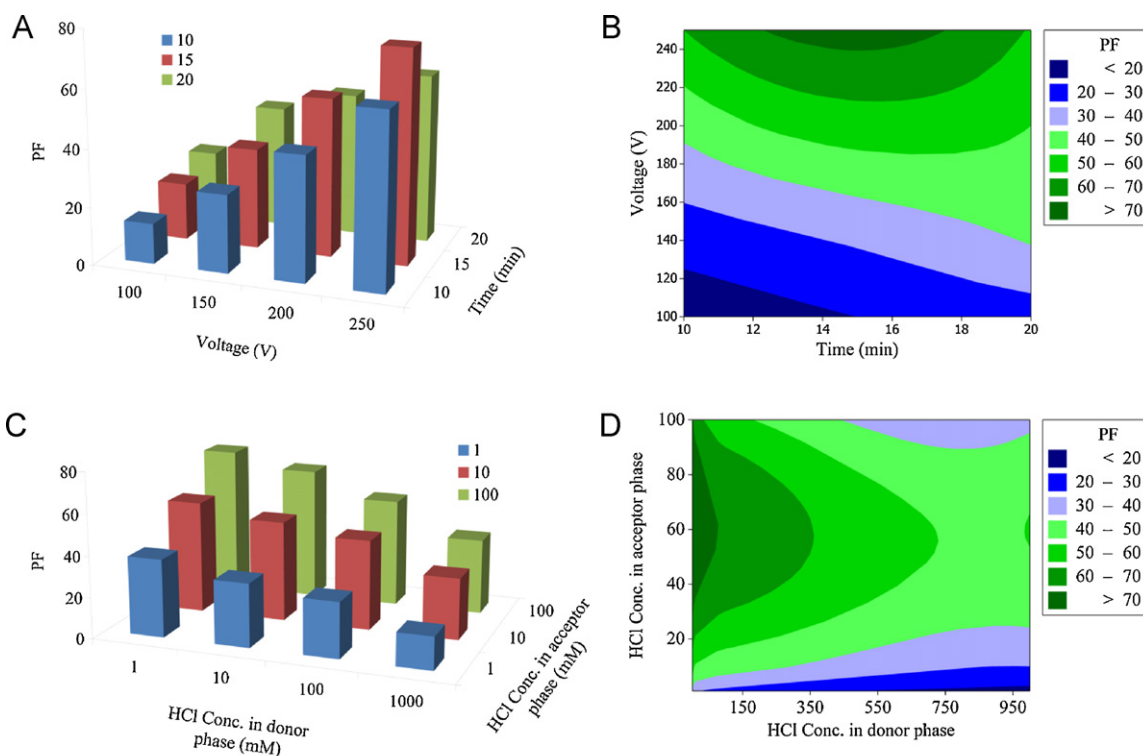 A
80
60
40
20
0
PF
10
15
20
100
150
200
250
Voltage (V)
10
15
20
Time (min)
B
240
220
200
180
160
140
120
100
Voltage (V)
10
12
14
16
18
20
Time (min)
PF
< 20
20 – 30
30 – 40
40 – 50
50 – 60
60 – 70
> 70
C
80
60
40
20
0
PF
1
10
100
1
10
100
1000
HCl Conc. in donor
phase (mM)
1
10
100
HCl Conc. in acceptor
phase (mM)
D
100
80
60
40
20
HCl Conc. in acceptor phase
150
350
550
750
950
HCl Conc. in donor phase
PF
< 20
20 – 30
30 – 40
40 – 50
50 – 60
60 – 70
> 70